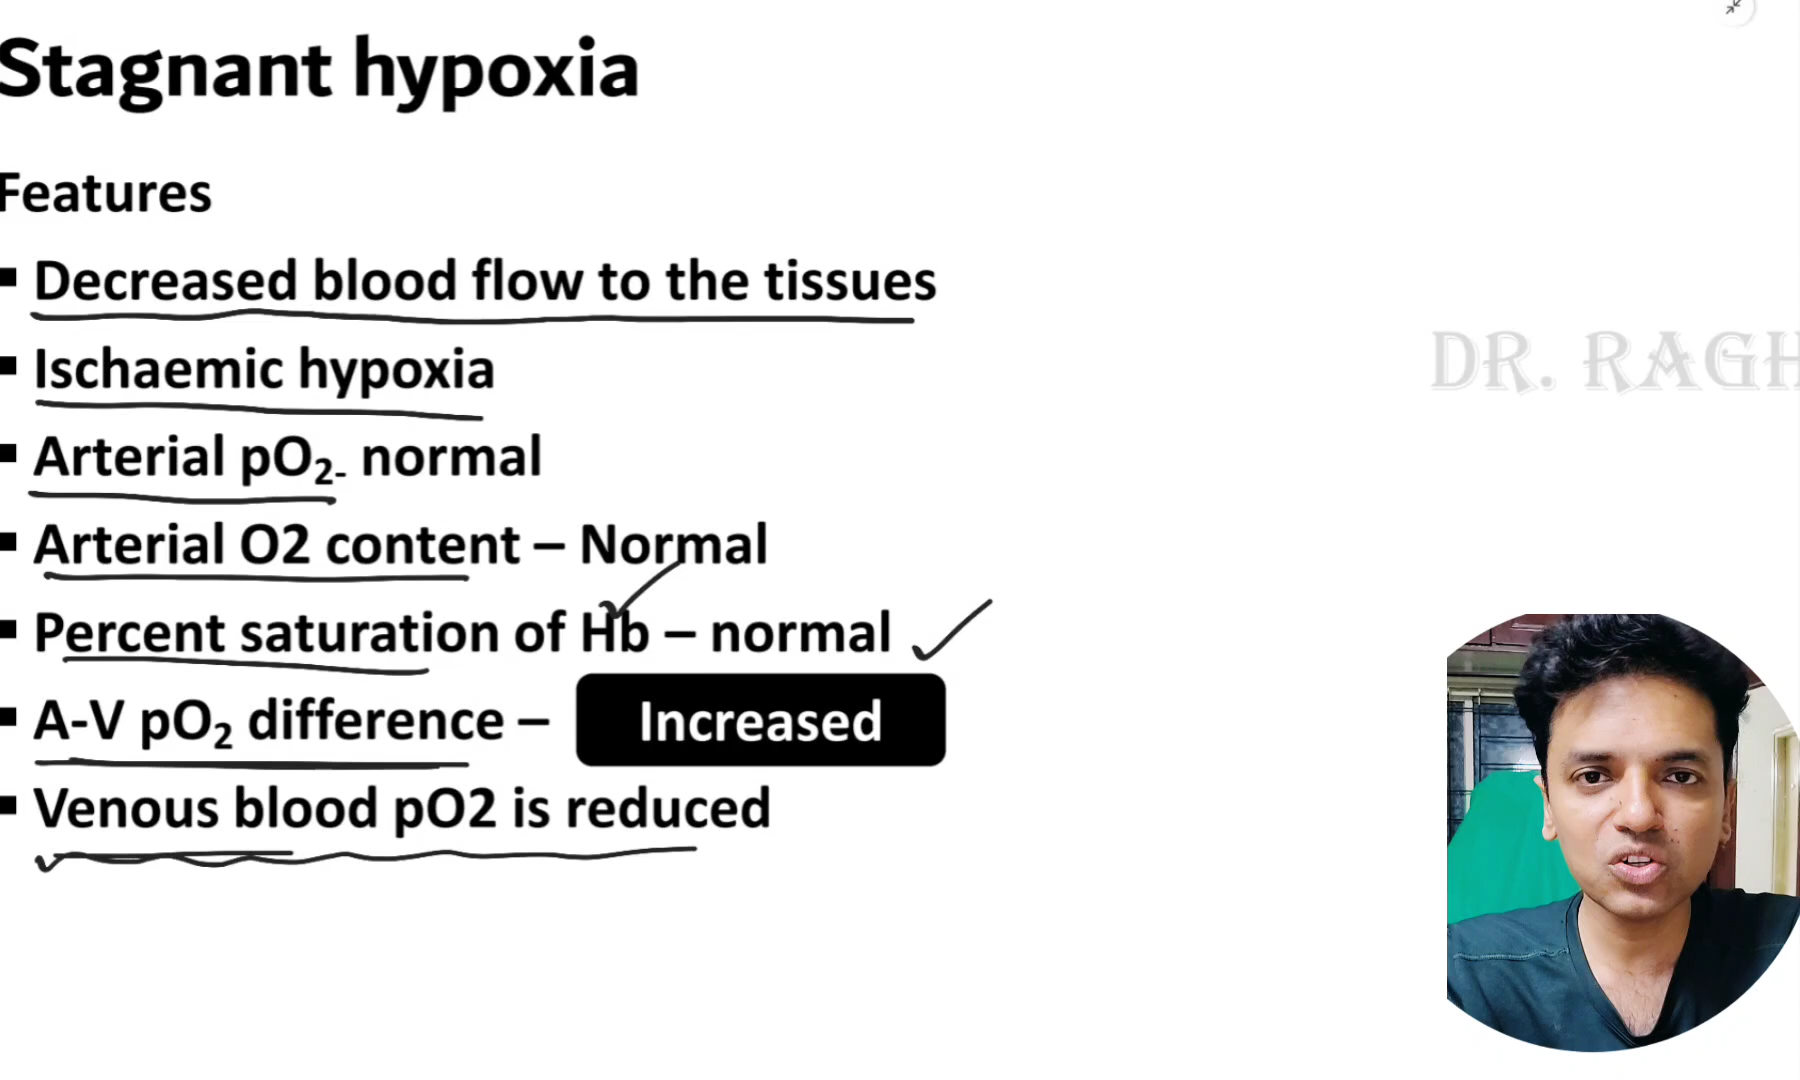 Stagnant hypoxia
Features
▪ Decreased blood flow to the tissues
▪ Ischaemic hypoxia
▪ Arterial pO₂- normal
▪ Arterial O2 content – Normal
▪ Percent saturation of Hb – normal
▪ A-V pO₂ difference – Increased
▪ Venous blood pO2 is reduced
DR. RAGH